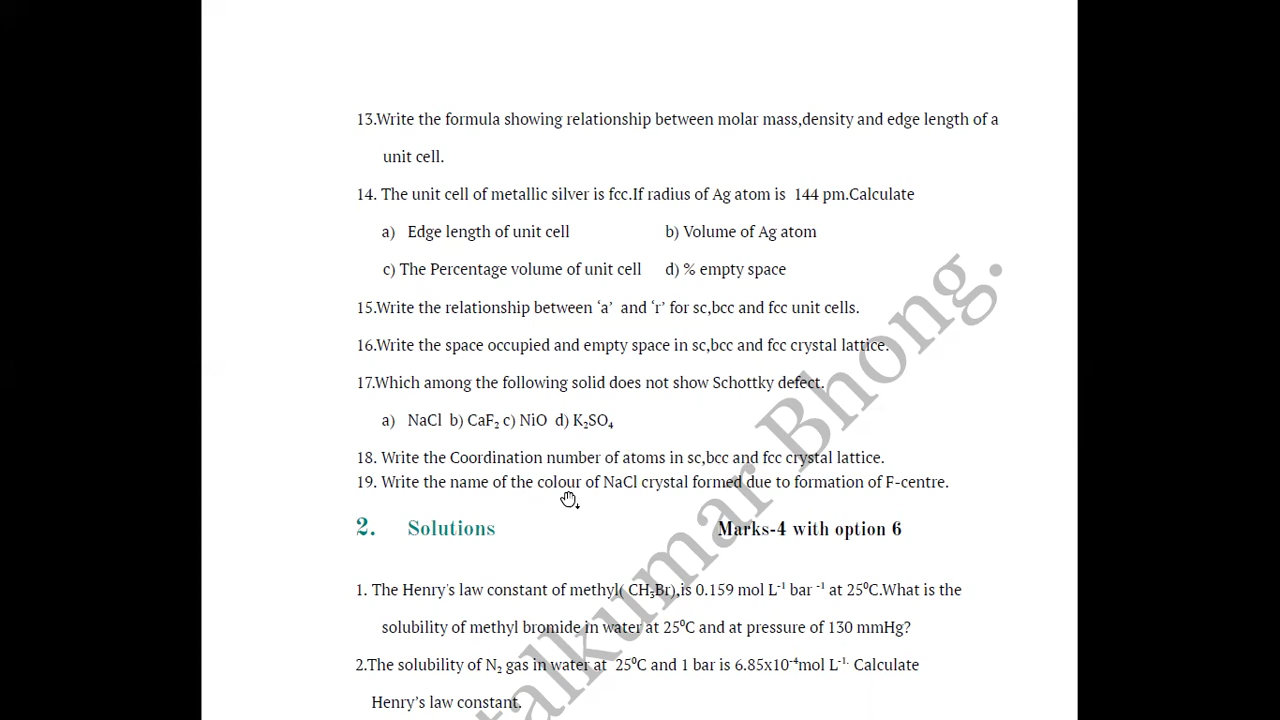 13.Write the formula showing relationship between molar mass,density and edge length of a
unit cell.
14. The unit cell of metallic silver is fcc.If radius of Ag atom is 144 pm.Calculate
a) Edge length of unit cell b) Volume of Ag atom
c) The Percentage volume of unit cell d) % empty space
15.Write the relationship between ‘a’ and ‘r’ for sc,bcc and fcc unit cells.
16.Write the space occupied and empty space in sc,bcc and fcc crystal lattice.
17.Which among the following solid does not show Schottky defect.
a) NaCl b) CaF₂ c) NiO d) K₂SO₄
18. Write the Coordination number of atoms in sc,bcc and fcc crystal lattice.
19. Write the name of the colour of NaCl crystal formed due to formation of F-centre.
2. Solutions Marks-4 with option 6
1. The Henry's law constant of methyl( CH₃Br),is 0.159 mol L⁻¹ bar ⁻¹ at 25⁰C.What is the
solubility of methyl bromide in water at 25⁰C and at pressure of 130 mmHg?
2.The solubility of N₂ gas in water at 25⁰C and 1 bar is 6.85x10⁻⁴mol L⁻¹· Calculate
Henry’s law constant.
talkumar Bhong.